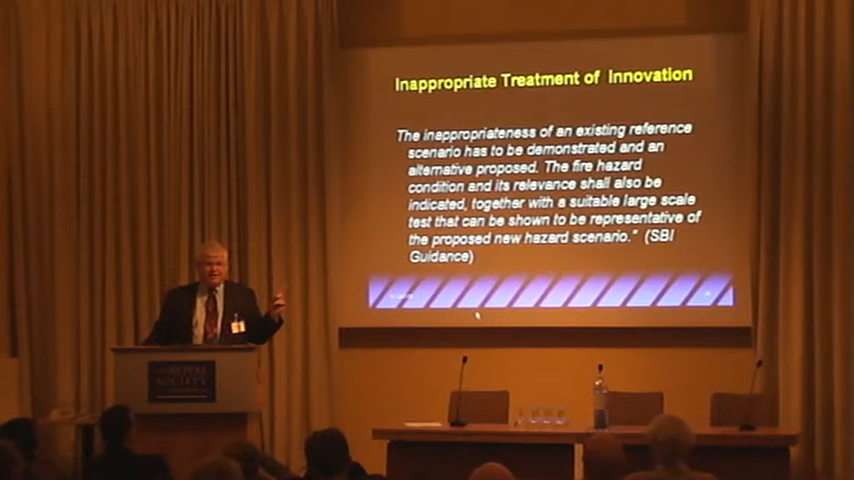 Inappropriate Treatment of Innovation
The inappropriateness of an existing reference
scenario has to be demonstrated and an
alternative proposed. The fire hazard
condition and its relevance shall also be
indicated, together with a suitable large scale
test that can be shown to be representative of
the proposed new hazard scenario." (SBI
Guidance)
THE ROYAL
SOCIETY